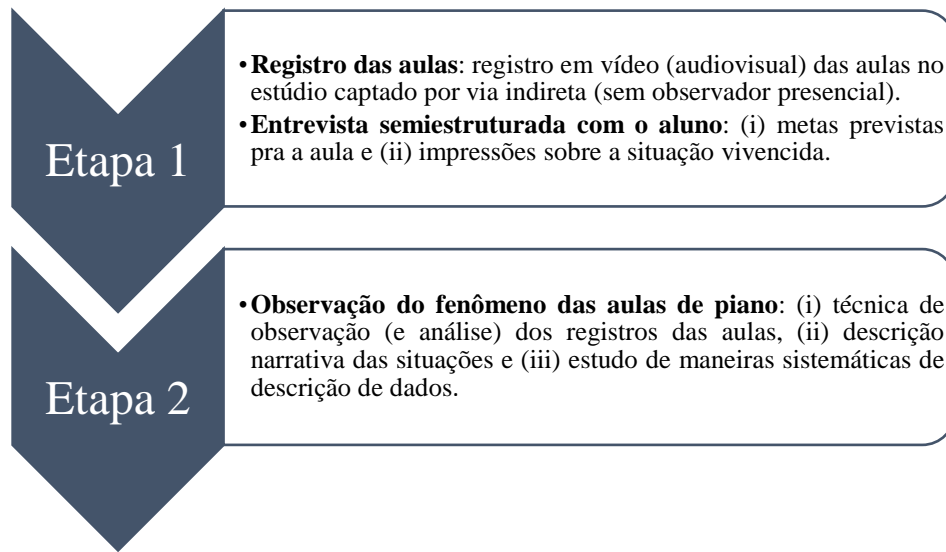 Etapa 1
•Registro das aulas: registro em vídeo (audiovisual) das aulas no
estúdio captado por via indireta (sem observador presencial).
•Entrevista semiestruturada com o aluno: (i) metas previstas
pra a aula e (ii) impressões sobre a situação vivencida.
Etapa 2
•Observação do fenômeno das aulas de piano: (i) técnica de
observação (e análise) dos registros das aulas, (ii) descrição
narrativa das situações e (iii) estudo de maneiras sistemáticas de
descrição de dados.